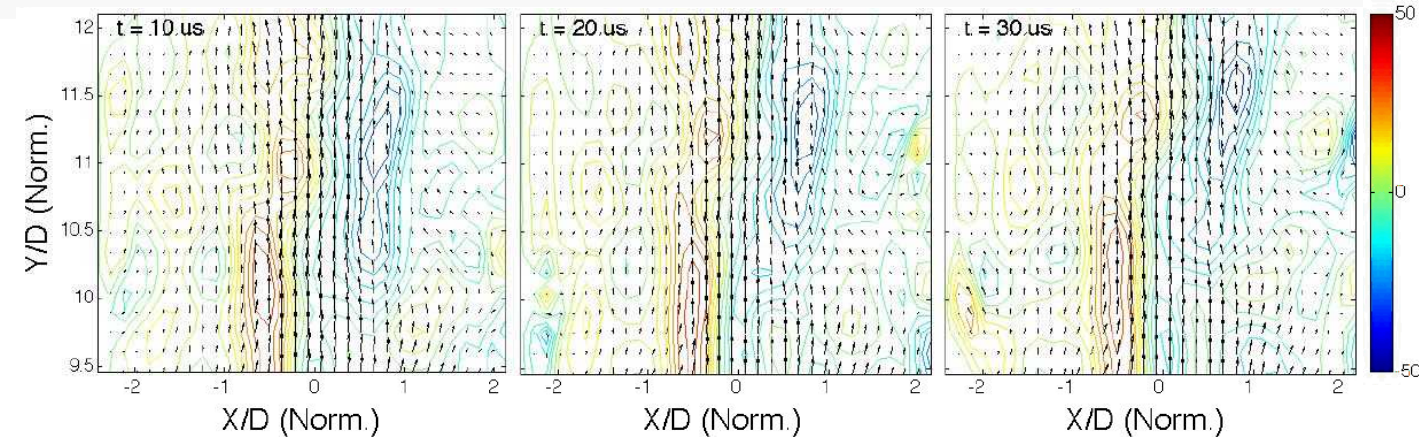 t = 10 us
t = 20 us
t = 30 us
Y/D (Norm.)
12
11.5
11
10.5
10
9.5
-2 -1 0 1 2
-2 -1 0 1 2
-2 -1 0 1 2
X/D (Norm.)
X/D (Norm.)
X/D (Norm.)
50
0
-50